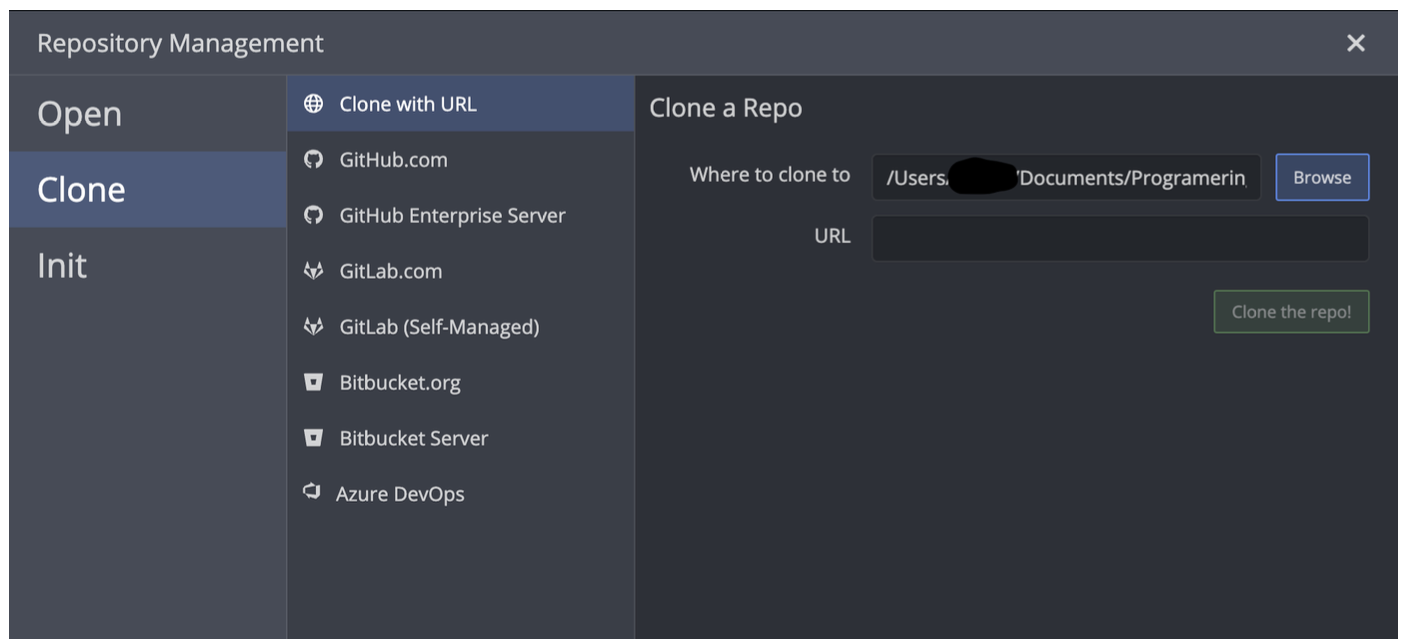 Repository Management
Open
Clone
Init
Clone with URL
GitHub.com
GitHub Enterprise Server
GitLab.com
GitLab (Self-Managed)
Bitbucket.org
Bitbucket Server
Azure DevOps
Clone a Repo
Where to clone to
/Users/ /Documents/Programerin
Browse
URL
Clone the repo!